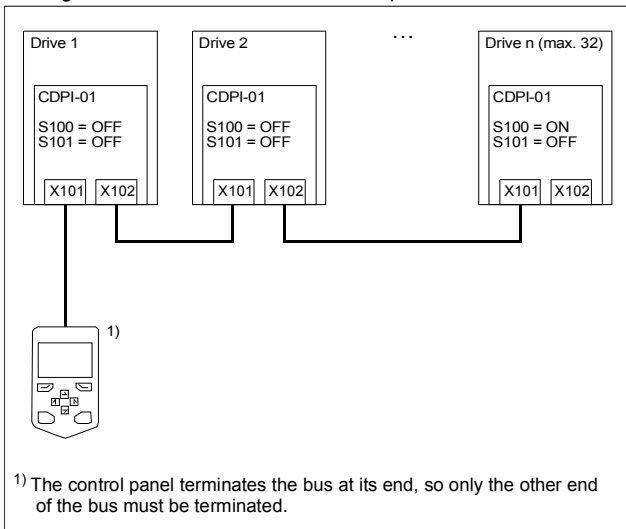 Drive 1
CDPI-01
S100 = OFF
S101 = OFF
X101 X102
Drive 2
CDPI-01
S100 = OFF
S101 = OFF
X101 X102
...
Drive n (max. 32)
CDPI-01
S100 = ON
S101 = OFF
X101 X102
1)
1) The control panel terminates the bus at its end, so only the other end
of the bus must be terminated.